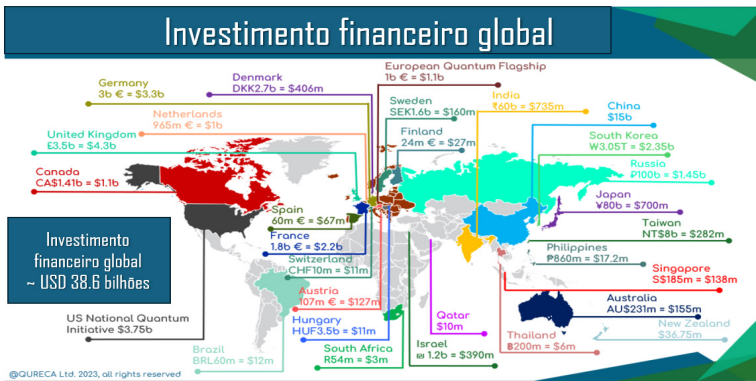 Investimento financeiro global
European Quantum Flagship
1b € = $1.1b
Denmark
DKK2.7b = $406m
Germany
3b € = $3.3b
India
₹60b = $735m
Sweden
SEK1.6b = $160m
China
$15b
Netherlands
965m € = $1b
Finland
24m € = $27m
South Korea
₩3.05T = $2.35b
United Kingdom
£3.5b = $4.3b
Russia
₽100b = $1.45b
Canada
CA$1.41b = $1.1b
Japan
¥80b = $700m
Spain
60m € = $67m
Taiwan
NT$8b = $282m
France
1.8b € = $2.2b
Investimento
financeiro global
~ USD 38.6 bilhões
Philippines
₱860m = $17.2m
Switzerland
CHF10m = $11m
Singapore
S$185m = $138m
Austria
107m € = $127m
Australia
AU$231m = $155m
US National Quantum
Initiative $3.75b
Hungary
HUF3.5b = $11m
Qatar
$10m
New Zealand
$36.75m
Thailand
฿200m = $6m
Israel
₪ 1.2b = $390m
South Africa
R54m = $3m
Brazil
BRL60m = $12m
@QURECA Ltd. 2023, all rights reserved